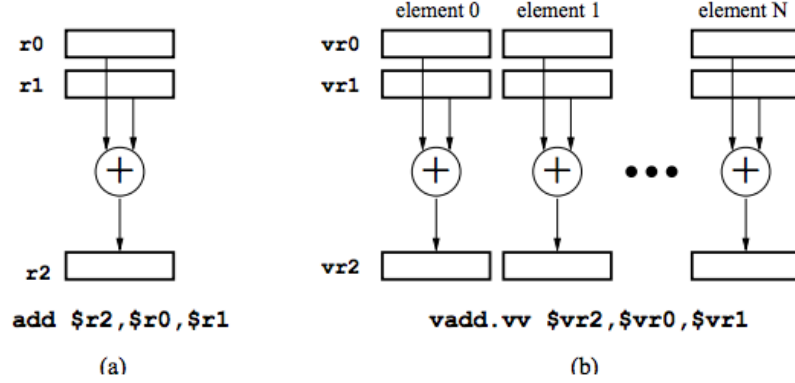 element 0 element 1 element N
r0 vr0
r1 vr1
+ + + •••  +
r2 vr2
add $r2,$r0,$r1 vadd.vv $vr2,$vr0,$vr1
(a) (b)